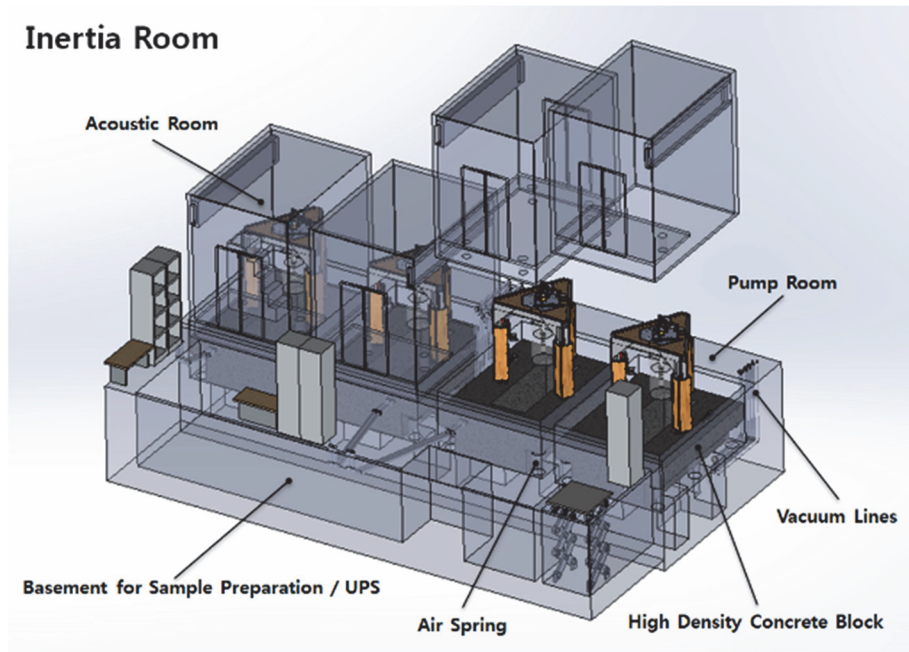 Inertia Room
Acoustic Room
Pump Room
Vacuum Lines
Basement for Sample Preparation / UPS
Air Spring
High Density Concrete Block